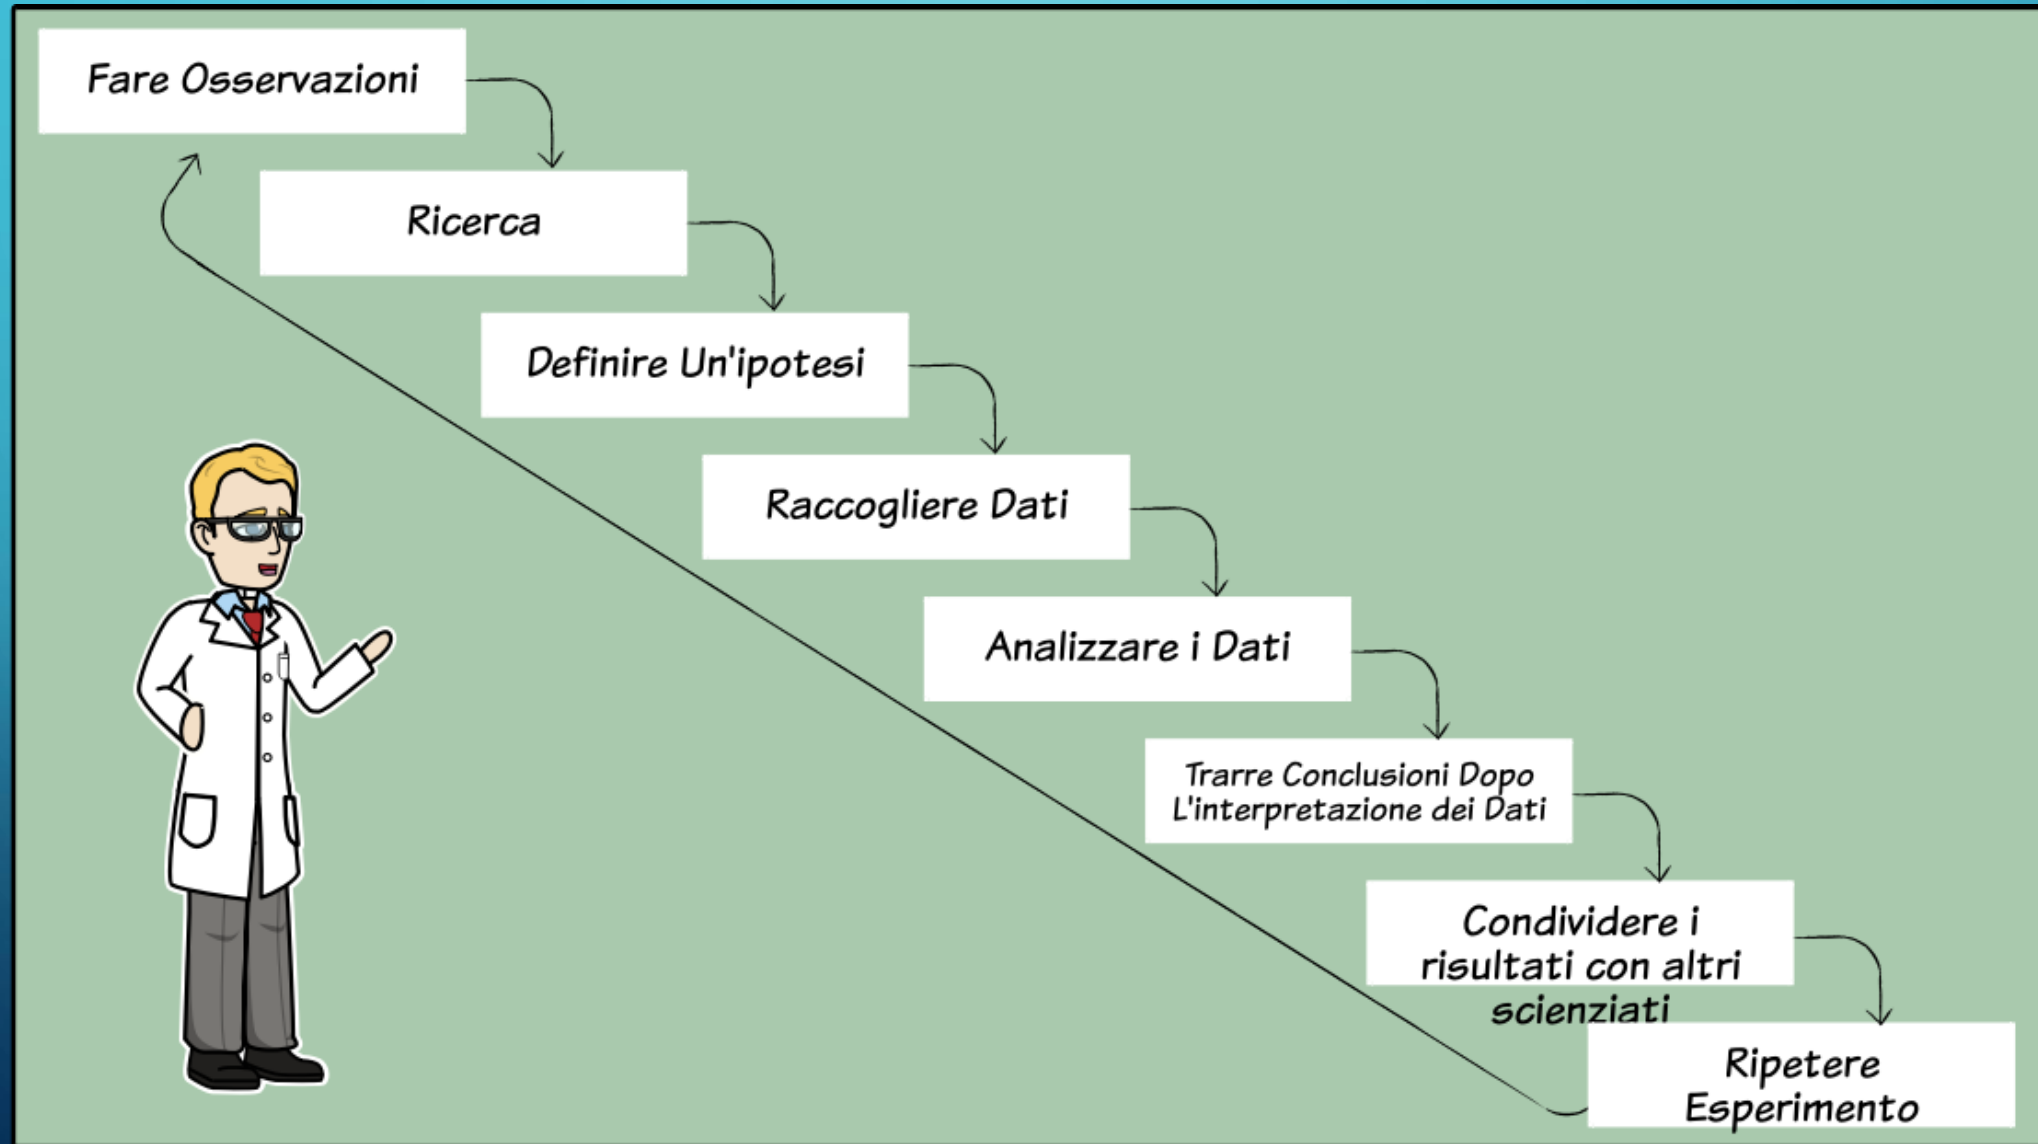 Fare Osservazioni
Ricerca
Definire Un'ipotesi
Raccogliere Dati
Analizzare i Dati
Trarre Conclusioni Dopo
L'interpretazione dei Dati
Condividere i
risultati con altri
scienziati
Ripetere
Esperimento